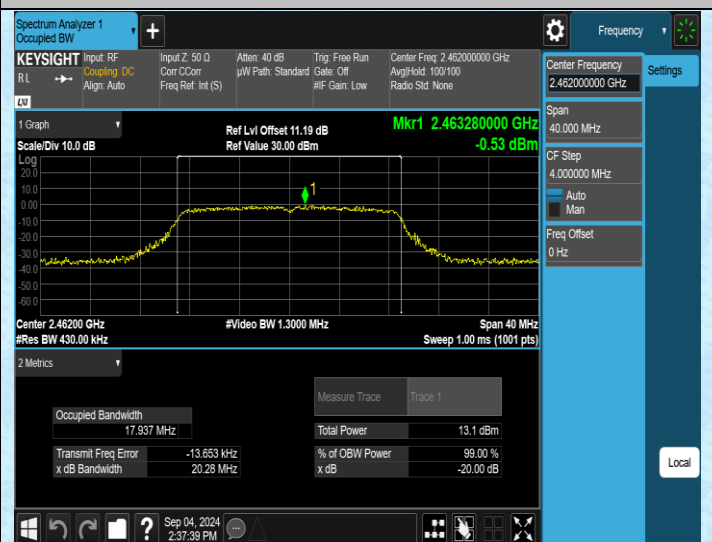 Spectrum Analyzer 1
Occupied BW
+
Frequency
KEYSIGHT
Input: RF
Coupling: DC
Align: Auto
Input Z: 50 Ω
Corr CCorr
Freq Ref: Int (S)
Atten: 40 dB
µW Path: Standard
Trig: Free Run
Gate: Off
#IF Gain: Low
Center Freq: 2.462000000 GHz
Avg|Hold: 100/100
Radio Std: None
RL
LXI
1 Graph
Scale/Div 10.0 dB
Ref Lvl Offset 11.19 dB
Ref Value 30.00 dBm
Mkr1 2.463280000 GHz
-0.53 dBm
Log
20.0
10.0
0.00
-10.0
-20.0
-30.0
-40.0
-50.0
-60.0
1
Center 2.46200 GHz
#Video BW 1.3000 MHz
Span 40 MHz
#Res BW 430.00 kHz
Sweep 1.00 ms (1001 pts)
2 Metrics
Measure Trace
Trace 1
Occupied Bandwidth
17.937 MHz
Total Power
13.1 dBm
Transmit Freq Error
-13.653 kHz
% of OBW Power
99.00 %
x dB Bandwidth
20.28 MHz
x dB
-20.00 dB
Center Frequency
2.462000000 GHz
Settings
Span
40.000 MHz
CF Step
4.000000 MHz
Auto
Man
Freq Offset
0 Hz
Local
?
Sep 04, 2024
2:37:39 PM